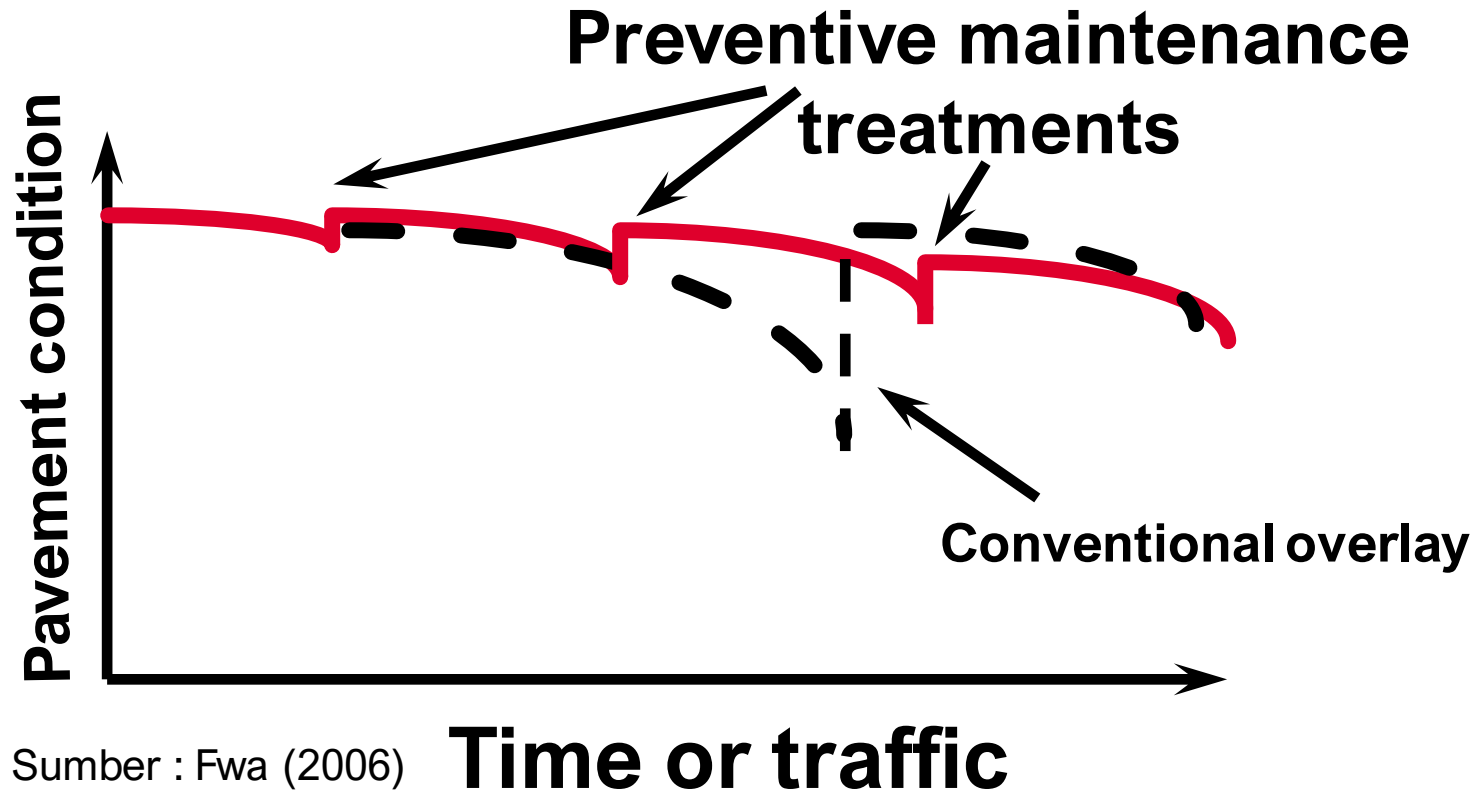 Preventive maintenance
treatments
Pavement condition
Conventional overlay
Time or traffic
Sumber : Fwa (2006)